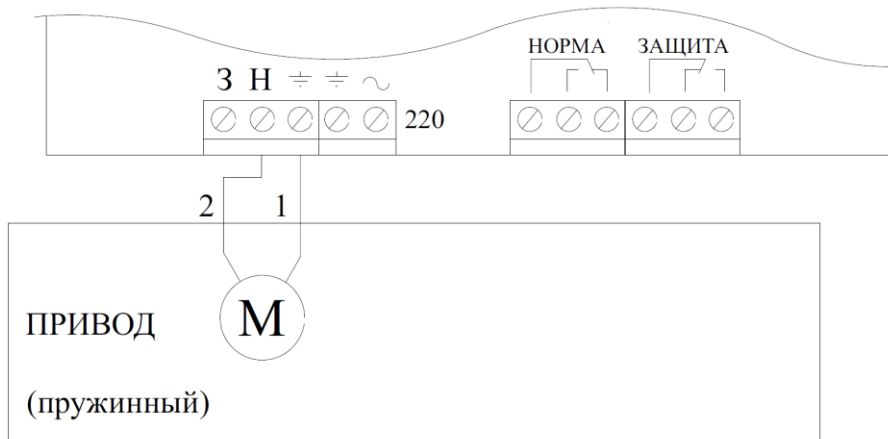 НОРМА ЗАЩИТА
З Н
220
2 1
М
ПРИВОД
(пружинный)